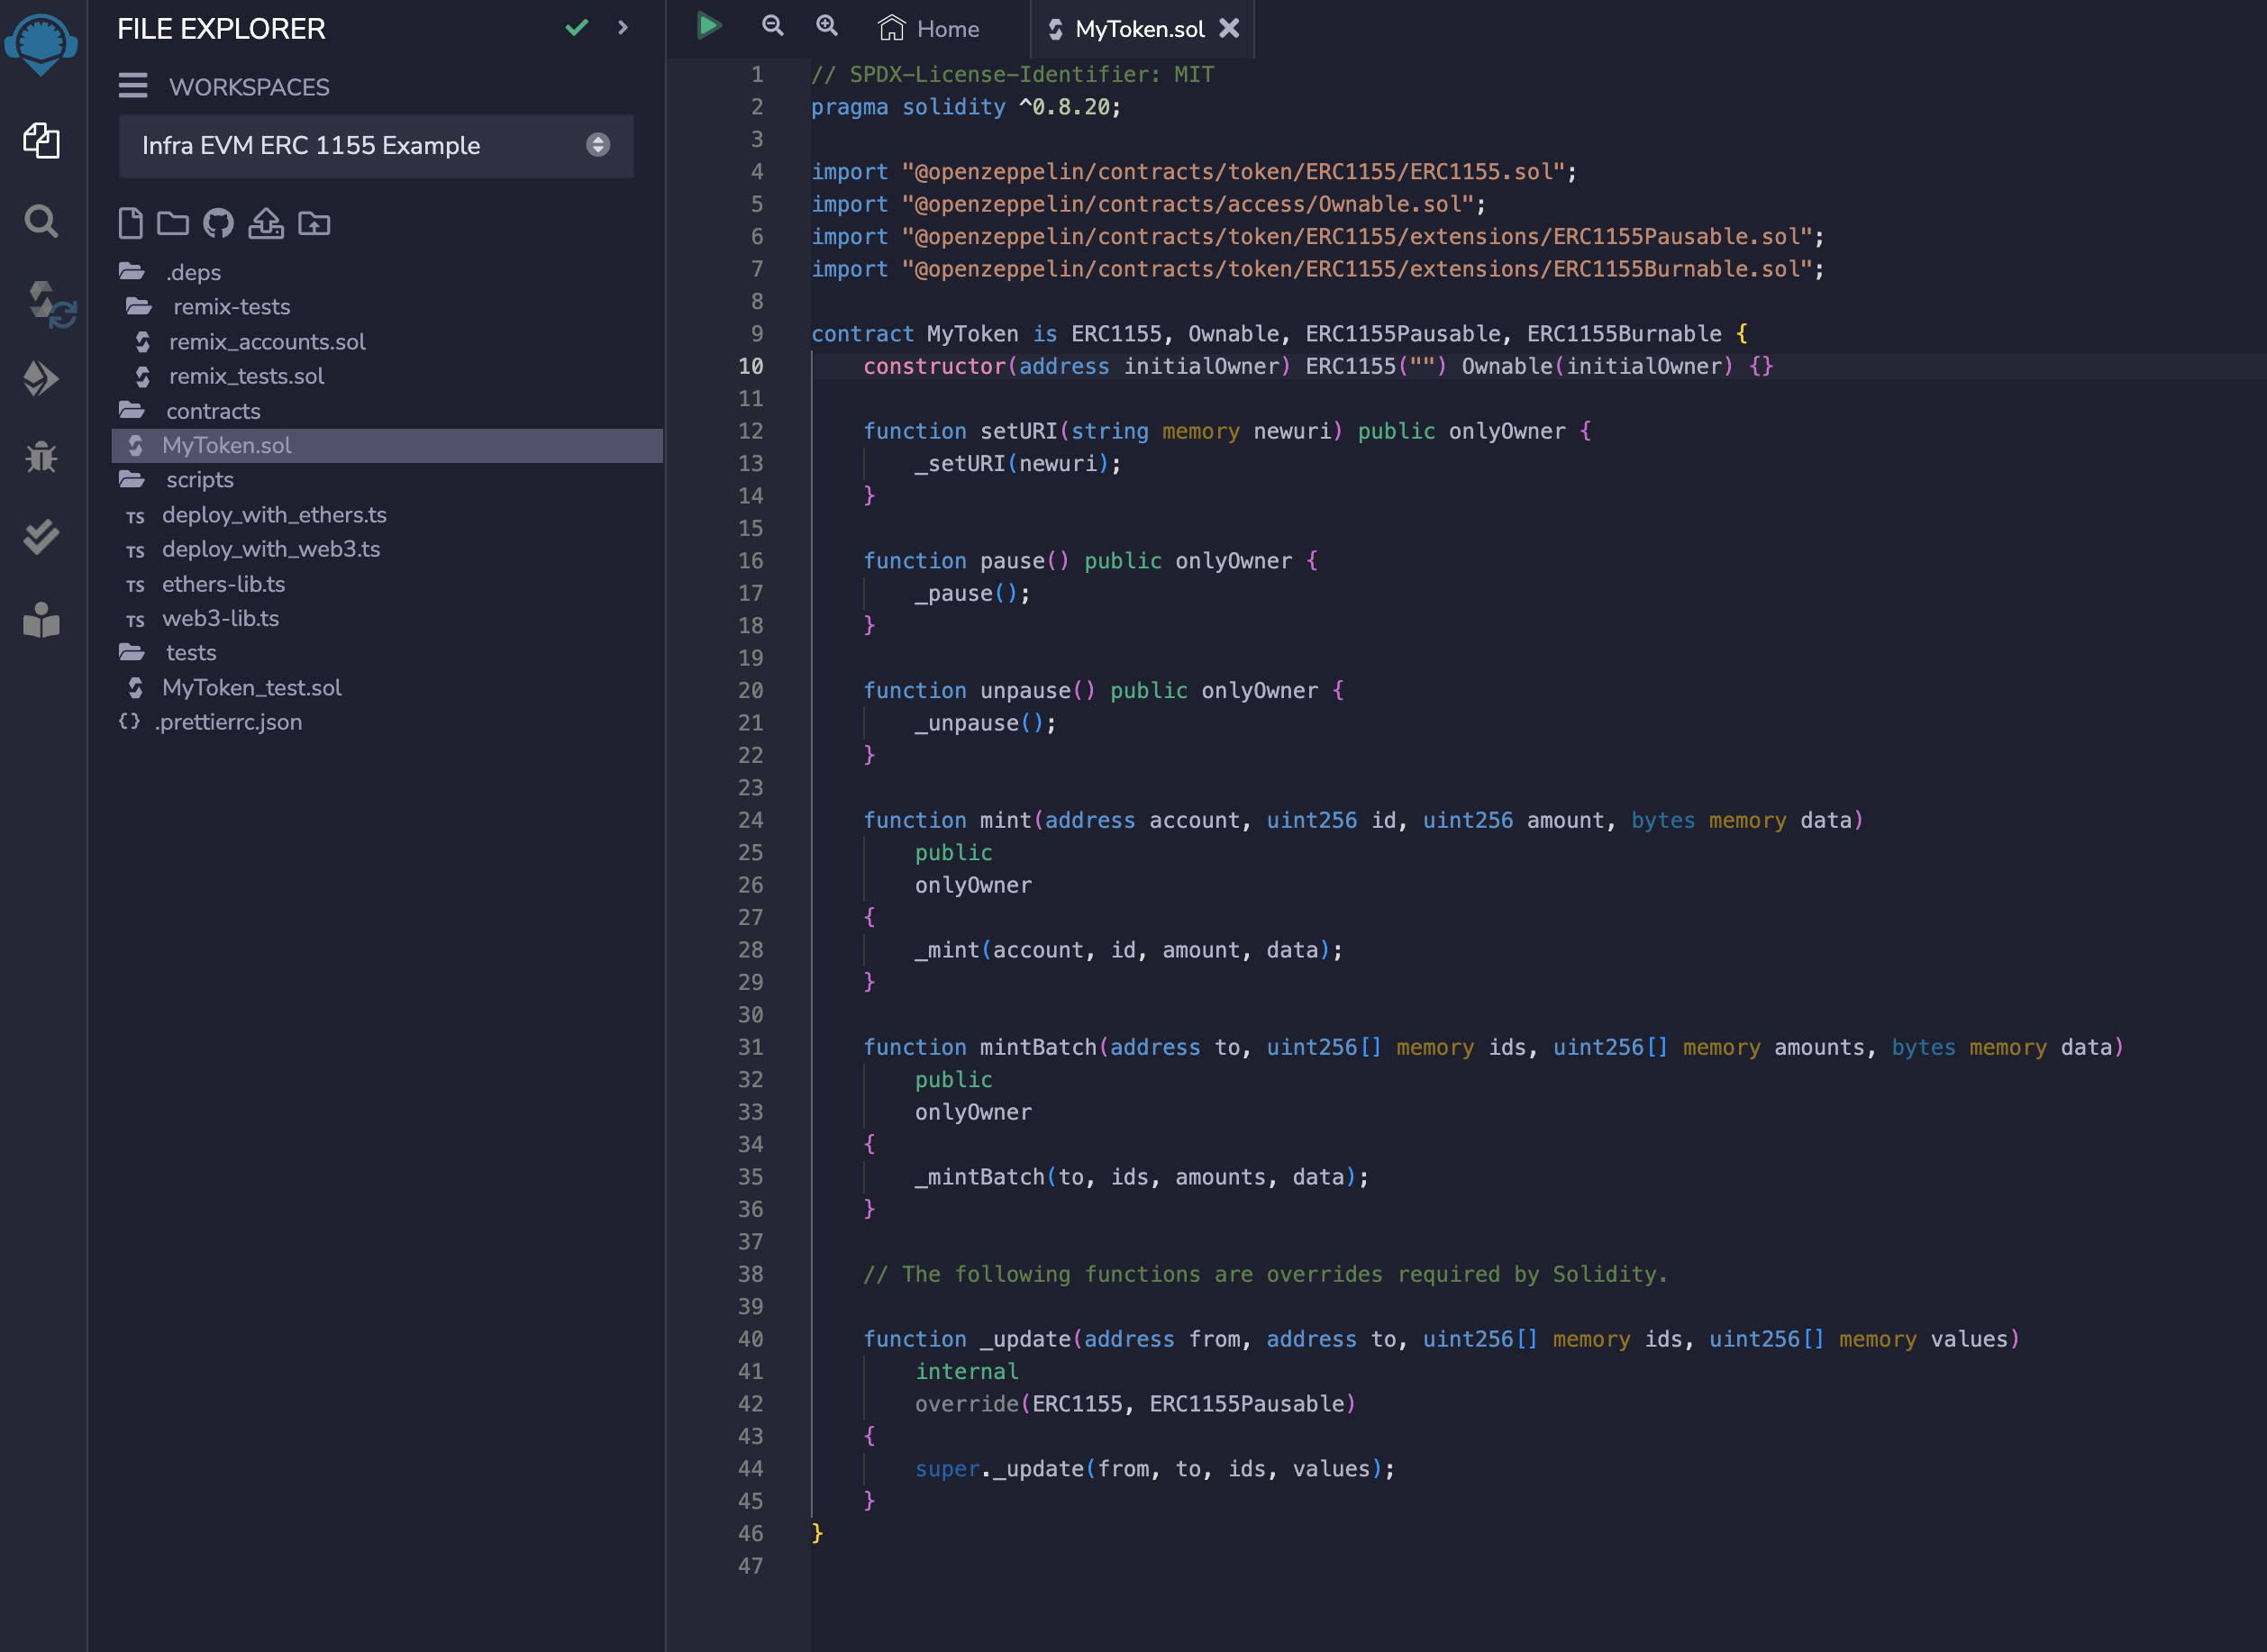 FILE EXPLORER
WORKSPACES
Infra EVM ERC 1155 Example
.deps
remix-tests
remix_accounts.sol
remix_tests.sol
contracts
MyToken.sol
scripts
TS deploy_with_ethers.ts
TS deploy_with_web3.ts
TS ethers-lib.ts
TS web3-lib.ts
tests
MyToken_test.sol
{} .prettierrc.json
Home
MyToken.sol
1 // SPDX-License-Identifier: MIT
2 pragma solidity ^0.8.20;
3
4 import "@openzeppelin/contracts/token/ERC1155/ERC1155.sol";
5 import "@openzeppelin/contracts/access/Ownable.sol";
6 import "@openzeppelin/contracts/token/ERC1155/extensions/ERC1155Pausable.sol";
7 import "@openzeppelin/contracts/token/ERC1155/extensions/ERC1155Burnable.sol";
8
9 contract MyToken is ERC1155, Ownable, ERC1155Pausable, ERC1155Burnable {
10     constructor(address initialOwner) ERC1155("") Ownable(initialOwner) {}
11
12     function setURI(string memory newuri) public onlyOwner {
13         _setURI(newuri);
14     }
15
16     function pause() public onlyOwner {
17         _pause();
18     }
19
20     function unpause() public onlyOwner {
21         _unpause();
22     }
23
24     function mint(address account, uint256 id, uint256 amount, bytes memory data)
25         public
26         onlyOwner
27     {
28         _mint(account, id, amount, data);
29     }
30
31     function mintBatch(address to, uint256[] memory ids, uint256[] memory amounts, bytes memory data)
32         public
33         onlyOwner
34     {
35         _mintBatch(to, ids, amounts, data);
36     }
37
38     // The following functions are overrides required by Solidity.
39
40     function _update(address from, address to, uint256[] memory ids, uint256[] memory values)
41         internal
42         override(ERC1155, ERC1155Pausable)
43     {
44         super._update(from, to, ids, values);
45     }
46 }
47